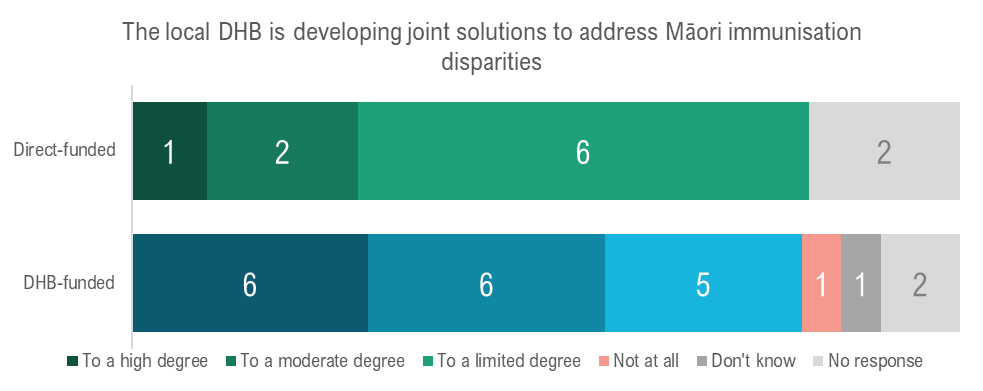 The local DHB is developing joint solutions to address Māori immunisation
disparities
Direct-funded 1 2 6 2
DHB-funded 6 6 5 1 1 2
To a high degree To a moderate degree To a limited degree Not at all Don't know No response